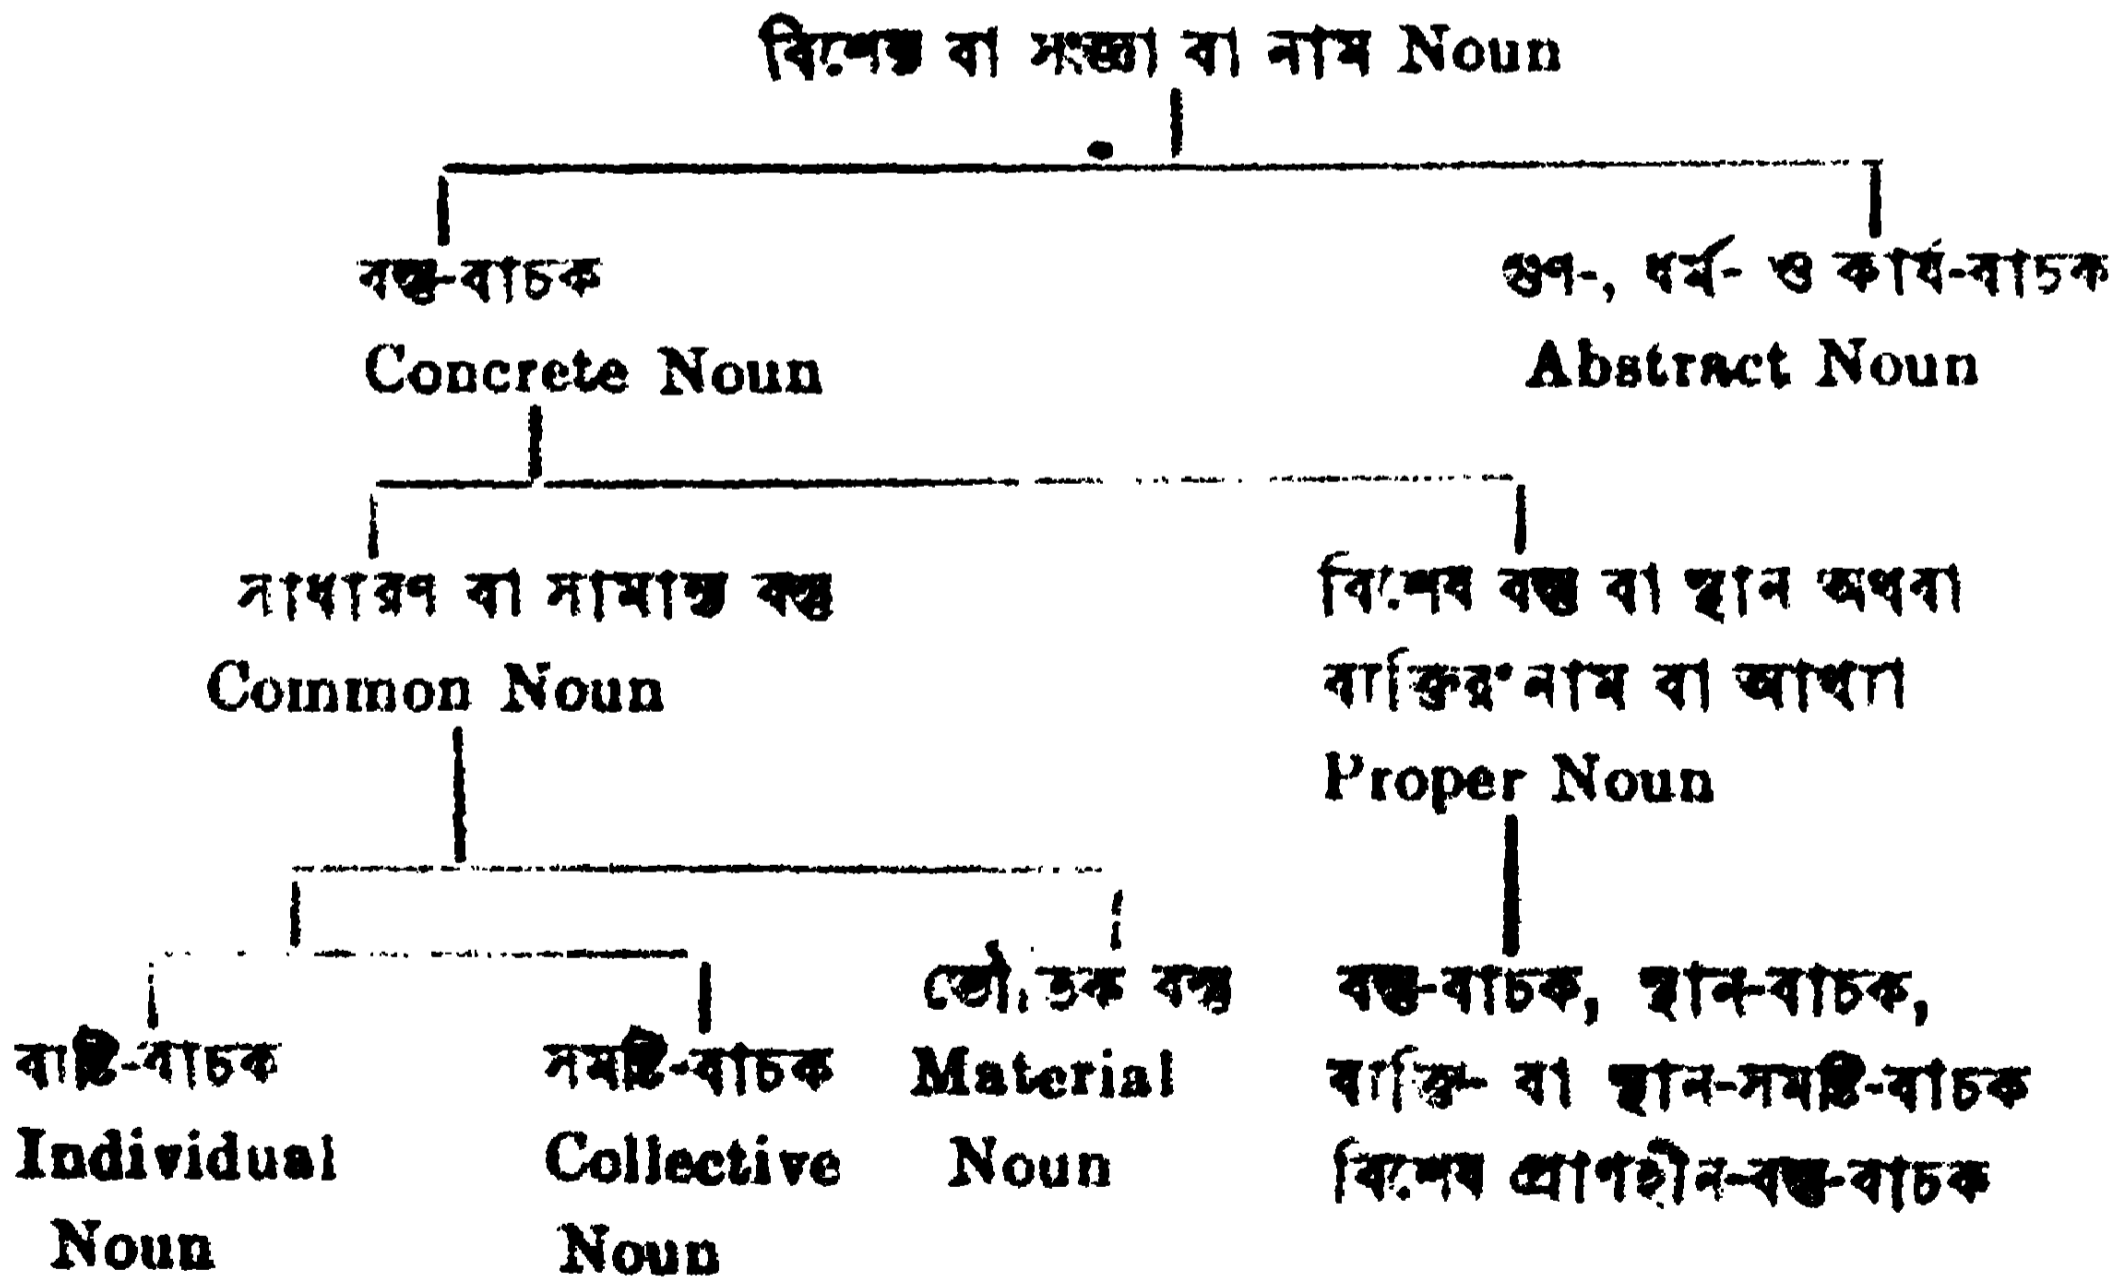 বিশেষ্য বা সংজ্ঞা বা নাম Noun
বস্তু-বাচক
Concrete Noun
গুণ-, ধর্ম- ও কার্য-বাচক
Abstract Noun
সাধারণ বা সামান্য বস্তু
Common Noun
বিশেষ বস্তু বা স্থান অথবা
ব্যক্তির নাম বা আখ্যা
Proper Noun
ব্যষ্টি-বাচক
Individual
Noun
সমষ্টি-বাচক
Collective
Noun
ভৌতিক বস্তু
Material
Noun
বস্তু-বাচক, স্থান-বাচক,
ব্যক্তি- বা স্থান-সমষ্টি-বাচক
বিশেষ প্রাণহীন-বস্তু-বাচক